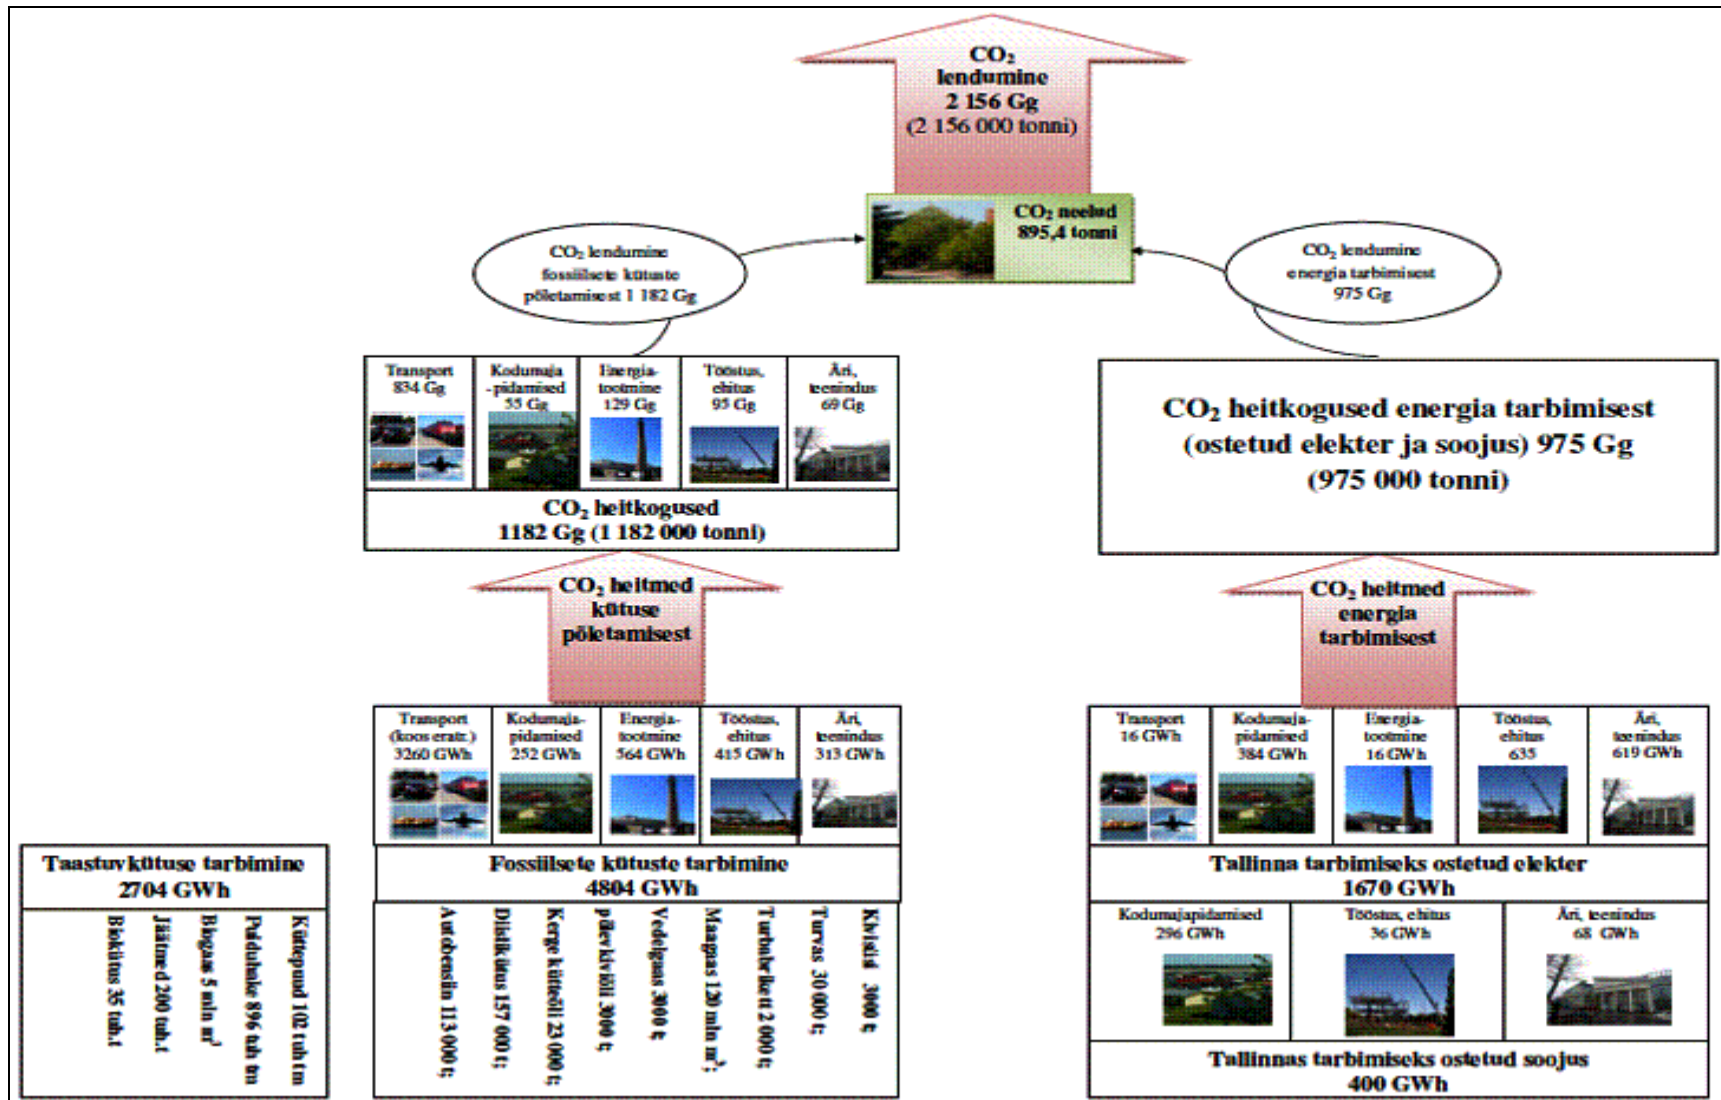 CO₂
lendumine
2 156 Gg
(2 156 000 tonni)
CO₂ neelud
895,4 tonni
CO₂ lendumine
fossiilsete kütuste
põletamisest 1 182 Gg
CO₂ lendumine
energia tarbimisest
975 Gg
Transport
834 Gg
Kodumaja
-pidamised
55 Gg
Energia-
tootmine
129 Gg
Tööstus,
ehitus
95 Gg
Äri,
teenindus
69 Gg
CO₂ heitkogused
1182 Gg (1 182 000 tonni)
CO₂ heitkogused energia tarbimisest
(ostetud elekter ja soojus) 975 Gg
(975 000 tonni)
CO₂ heitmed
kütuse
põletamisest
CO₂ heitmed
energia
tarbimisest
Transport
(koos eratr.)
3260 GWh
Kodumaja-
pidamised
252 GWh
Energia-
tootmine
564 GWh
Tööstus,
ehitus
415 GWh
Äri,
teenindus
313 GWh
Transport
16 GWh
Kodumaja-
pidamised
384 GWh
Energia-
tootmine
16 GWh
Tööstus,
ehitus
635
Äri,
teenindus
619 GWh
Taastuvkütuse tarbimine
2704 GWh
Fossiilsete kütuste tarbimine
4804 GWh
Tallinna tarbimiseks ostetud elekter
1670 GWh
Küttepuud 102 tuh tm
Puiduhake 896 tuh tm
Biogaas 5 mln m³
Jäätmed 200 tuh.t
Biokütus 35 tuh.t
Kivisüsi 3000 t;
Turvas 30 000 t;
Turbabrikett 2 000 t;
Maagaas 120 mln m³;
Vedelgaas 3000 t;
põlevkiviõli 3000 t;
Kerge kütteõli 23 000 t;
Diislikütus 157 000 t;
Autobensiin 113 000 t;
Kodumajapidamised
296 GWh
Tööstus, ehitus
36 GWh
Äri, teenindus
68 GWh
Tallinnas tarbimiseks ostetud soojus
400 GWh